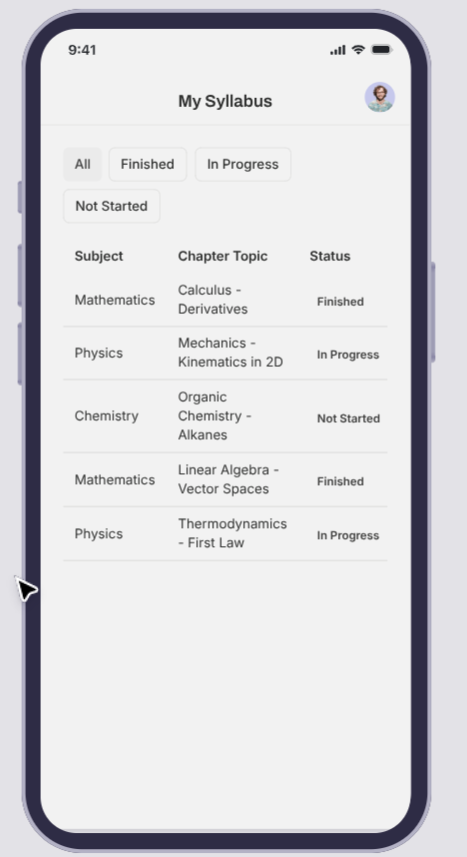 9:41
My Syllabus
All
Finished
In Progress
Not Started
Subject Chapter Topic Status
Mathematics
Calculus -
Derivatives
Finished
Physics
Mechanics -
Kinematics in 2D
In Progress
Chemistry
Organic
Chemistry -
Alkanes
Not Started
Mathematics
Linear Algebra -
Vector Spaces
Finished
Physics
Thermodynamics
- First Law
In Progress